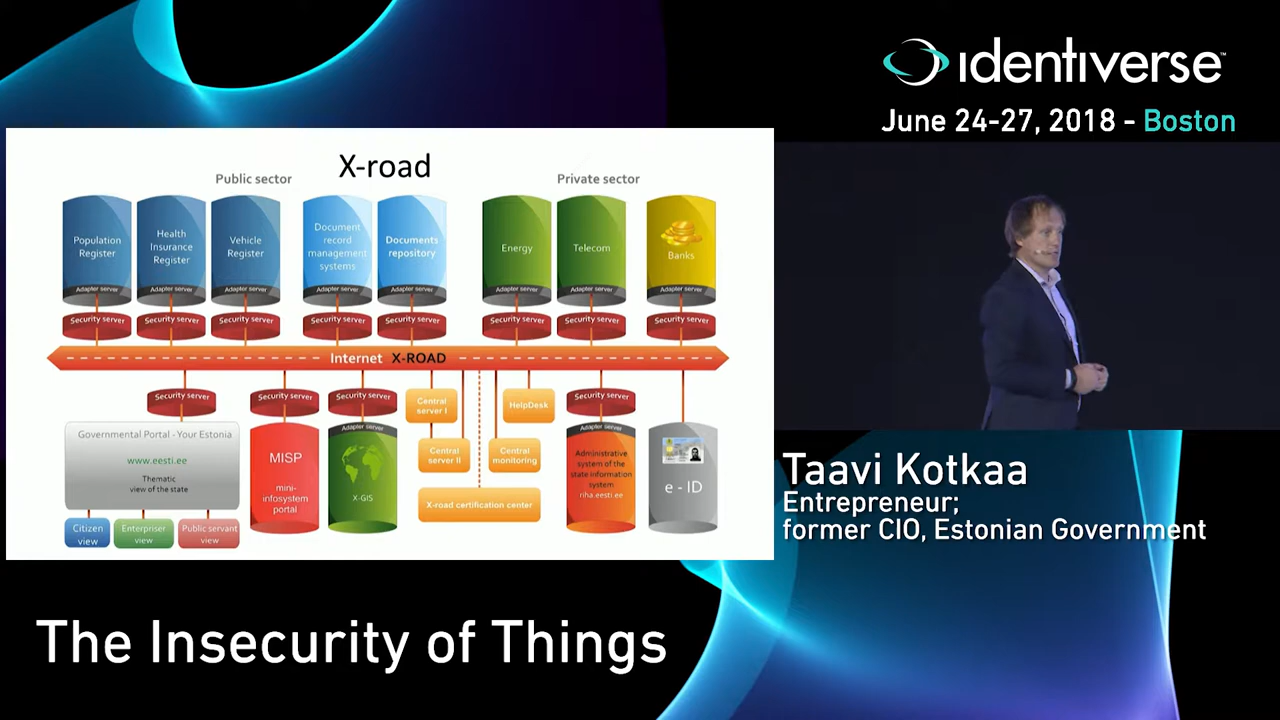 identiverse™
June 24-27, 2018 - Boston
X-road
Public sector
Private sector
Population
Register
Health
Insurance
Register
Vehicle
Register
Document
record
management
systems
Documents
repository
Energy
Telecom
Banks
Adapter server
Adapter server
Adapter server
Adapter server
Adapter server
Adapter server
Adapter server
Adapter server
Security server
Security server
Security server
Security server
Security server
Security server
Security server
Security server
Internet X-ROAD
Security server
Security server
Security server
Central
server I
HelpDesk
Security server
Governmental Portal - Your Estonia
www.eesti.ee
Thematic
view of the state
MISP
mini-
infosystem
portal
Adapter server
X-GIS
Central
server II
Central
monitoring
X-road certification center
Adapter server
Administrative
system of the
state information
system
riha.eesti.ee
e - ID
Citizen
view
Enterpriser
view
Public servant
view
Taavi Kotkaa
Entrepreneur;
former CIO, Estonian Government
The Insecurity of Things